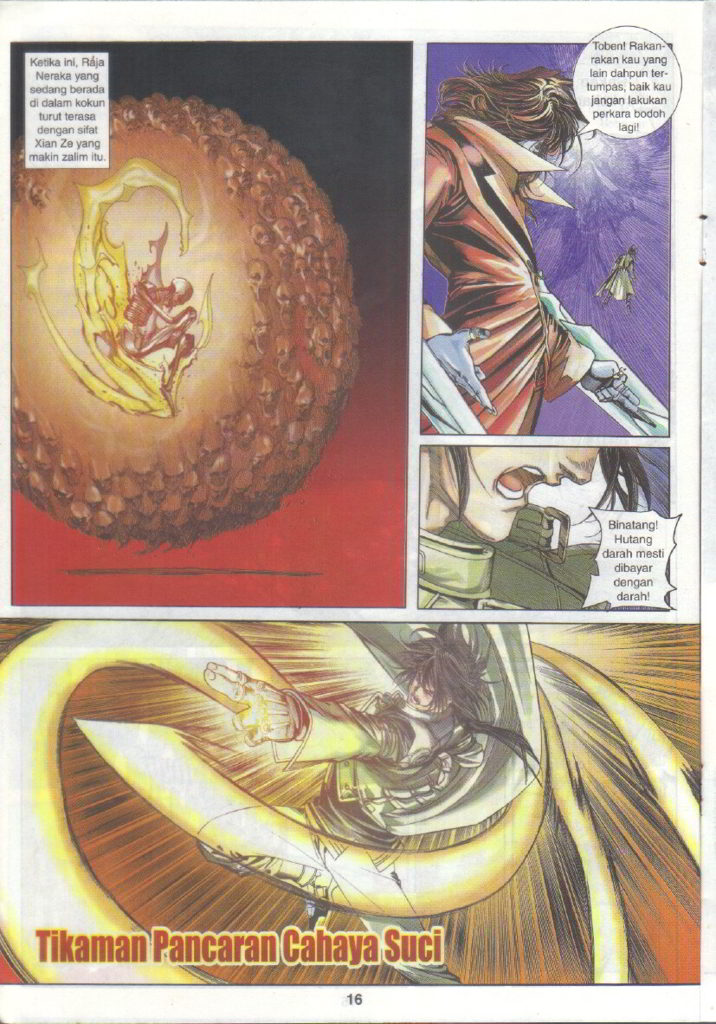 Ketika ini, Raja
Neraka yang
sedang berada
di dalam kokun
turut terasa
dengan sifat
Xian Ze yang
makin zalim itu.
Toben! Rakan-
rakan kau yang
lain dahpun ter-
tumpas, baik kau
jangan lakukan
perkara bodoh
lagi!
Binatang!
Hutang
darah mesti
dibayar
dengan
darah!
Tikaman Pancaran Cahaya Suci
16